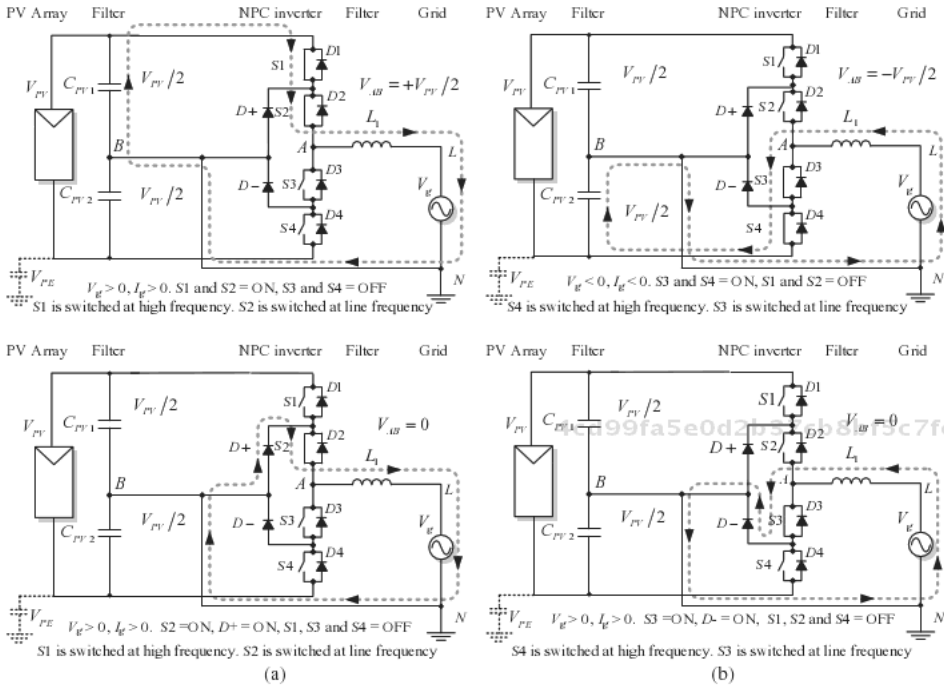 PV Array Filter NPC inverter Filter Grid
S1 D1
V_PV C_PV1 V_PV/2 V_AB=+V_PV/2
D2
D+ S2 L_1
B A L
D3
V_g
D− S3
C_PV2 V_PV/2
D4
S4
V_PE N
V_g>0, I_g>0. S1 and S2=ON, S3 and S4=OFF
S1 is switched at high frequency. S2 is switched at line frequency
PV Array Filter NPC inverter Filter Grid
S1 D1
V_PV C_PV1 V_PV/2 V_AB=−V_PV/2
D2
D+ S2 L_1
B A L
D3
V_g
D− S3
C_PV2 V_PV/2
D4
S4
V_PE N
V_g<0, I_g<0. S3 and S4=ON, S1 and S2=OFF
S4 is switched at high frequency. S3 is switched at line frequency
PV Array Filter NPC inverter Filter Grid
S1 D1
V_PV C_PV1 V_PV/2 V_AB=0
D2
D+ S2 L_1
B A L
D3
V_g
D− S3
C_PV2 V_PV/2
D4
S4
V_PE N
V_g>0, I_g>0. S2=ON, D+=ON, S1, S3 and S4=OFF
S1 is switched at high frequency. S2 is switched at line frequency
(a)
PV Array Filter NPC inverter Filter Grid
S1 D1
V_PV C_PV1 V_PV/2 V_AB=0
D2
D+ S2 L_1
B A L
D3
V_g
D− S3
C_PV2 V_PV/2
D4
S4
V_PE N
V_g>0, I_g>0. S3=ON, D-=ON, S1, S2 and S4=OFF
S4 is switched at high frequency. S3 is switched at line frequency
(b)